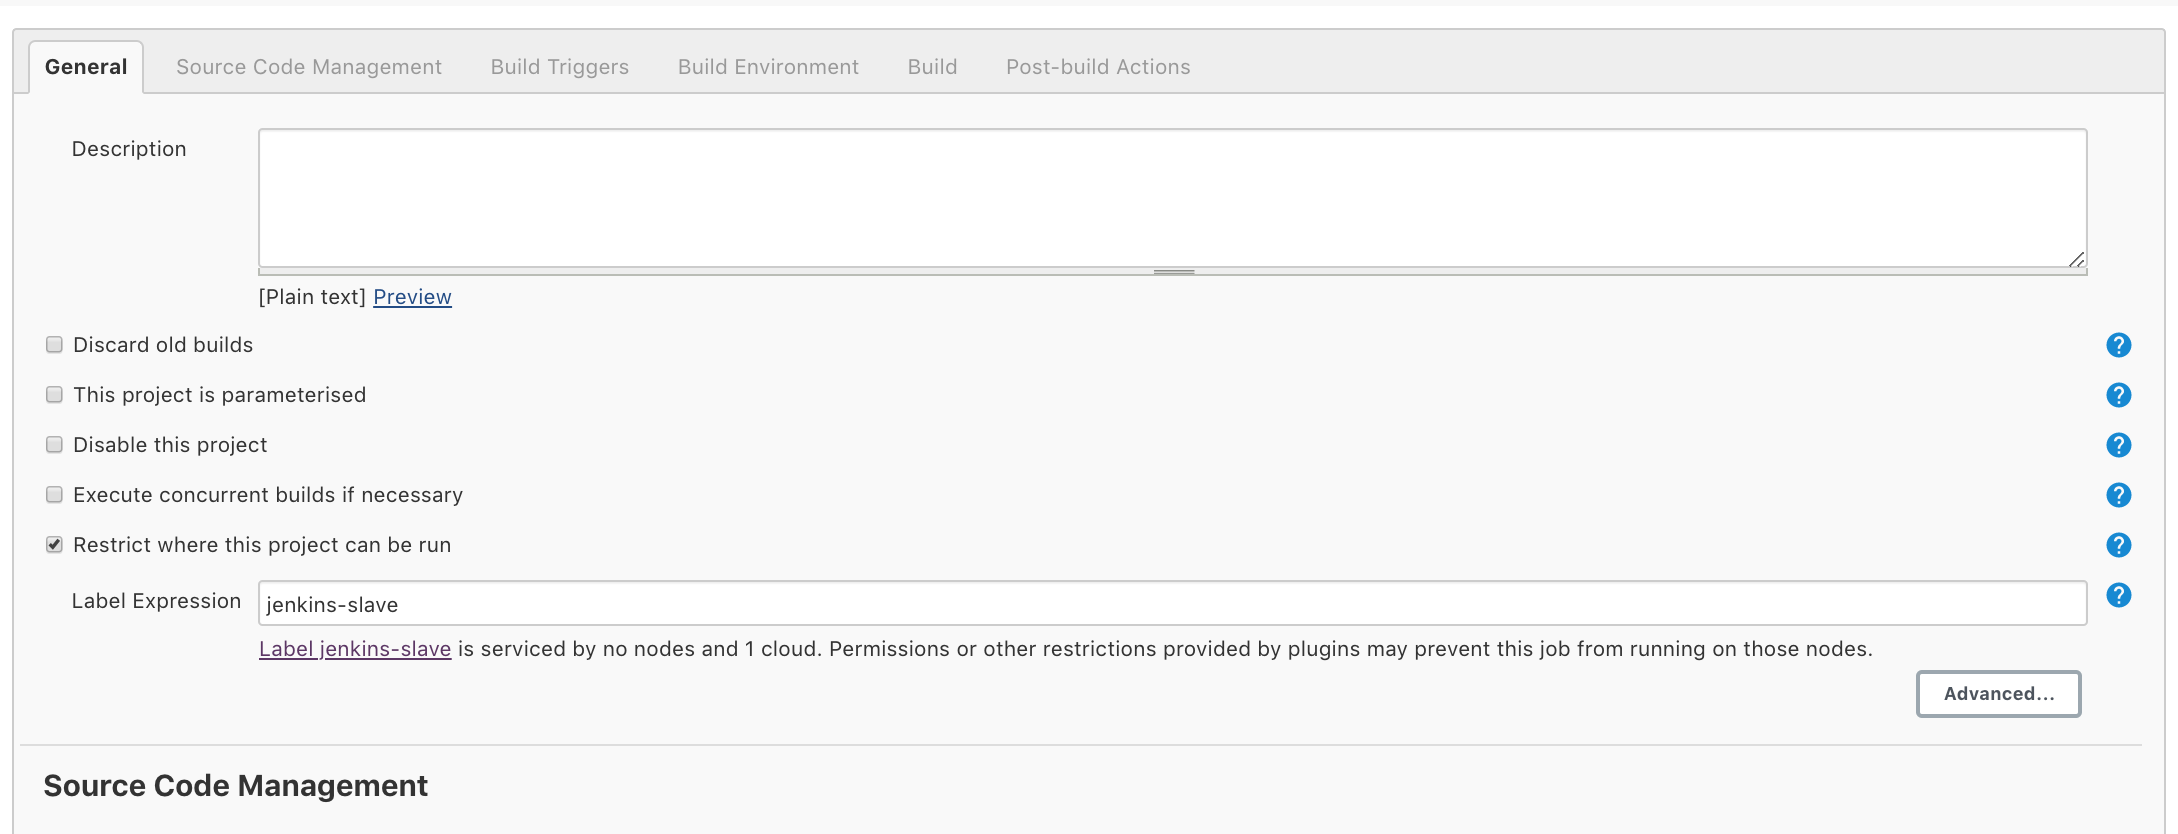 General Source Code Management Build Triggers Build Environment Build Post-build Actions
Description
[Plain text] Preview
Discard old builds ?
This project is parameterised ?
Disable this project ?
Execute concurrent builds if necessary ?
Restrict where this project can be run ?
Label Expression jenkins-slave ?
Label jenkins-slave is serviced by no nodes and 1 cloud. Permissions or other restrictions provided by plugins may prevent this job from running on those nodes.
Advanced...
Source Code Management